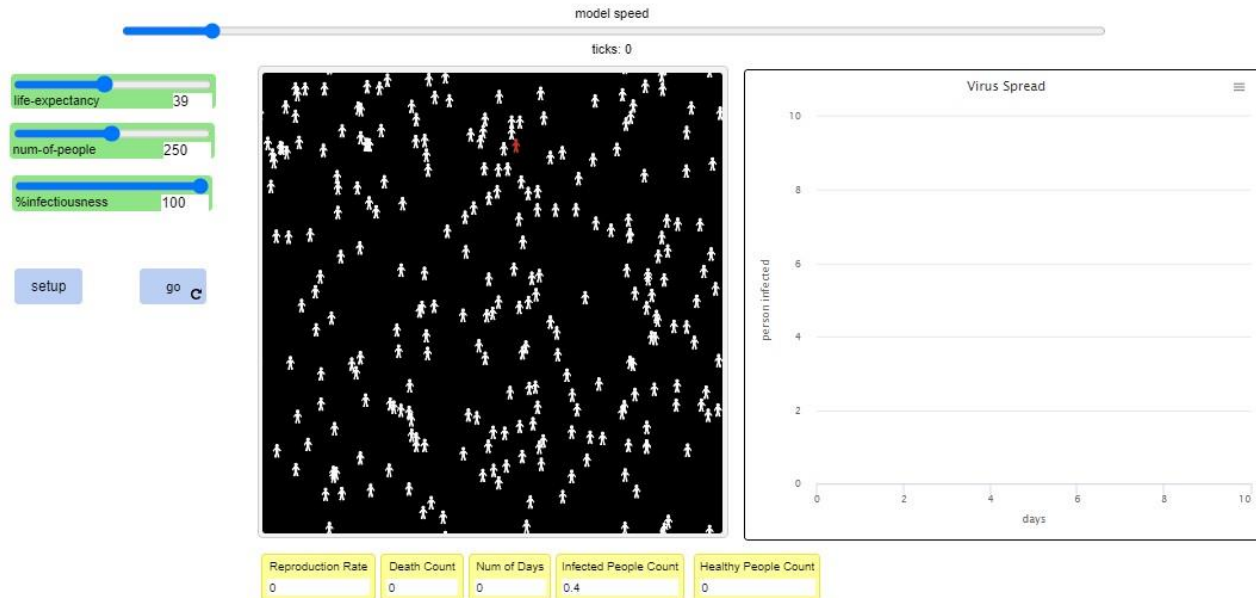 model speed
ticks: 0
life-expectancy 39
num-of-people 250
%infectiousness 100
setup
go
Virus Spread
person infected
10
8
6
4
2
0
0 2 4 6 8 10
days
Reproduction Rate
0
Death Count
0
Num of Days
0
Infected People Count
0.4
Healthy People Count
0